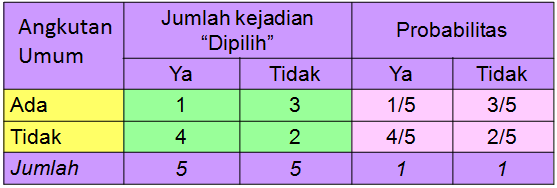 Angkutan Umum Jumlah kejadian “Dipilih” Probabilitas
Ya Tidak Ya Tidak
Ada 1 3 1/5 3/5
Tidak 4 2 4/5 2/5
Jumlah 5 5 1 1